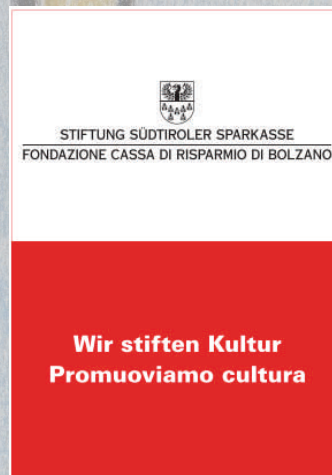 STIFTUNG SÜDTIROLER SPARKASSE
FONDAZIONE CASSA DI RISPARMIO DI BOLZANO
Wir stiften Kultur
Promuoviamo cultura